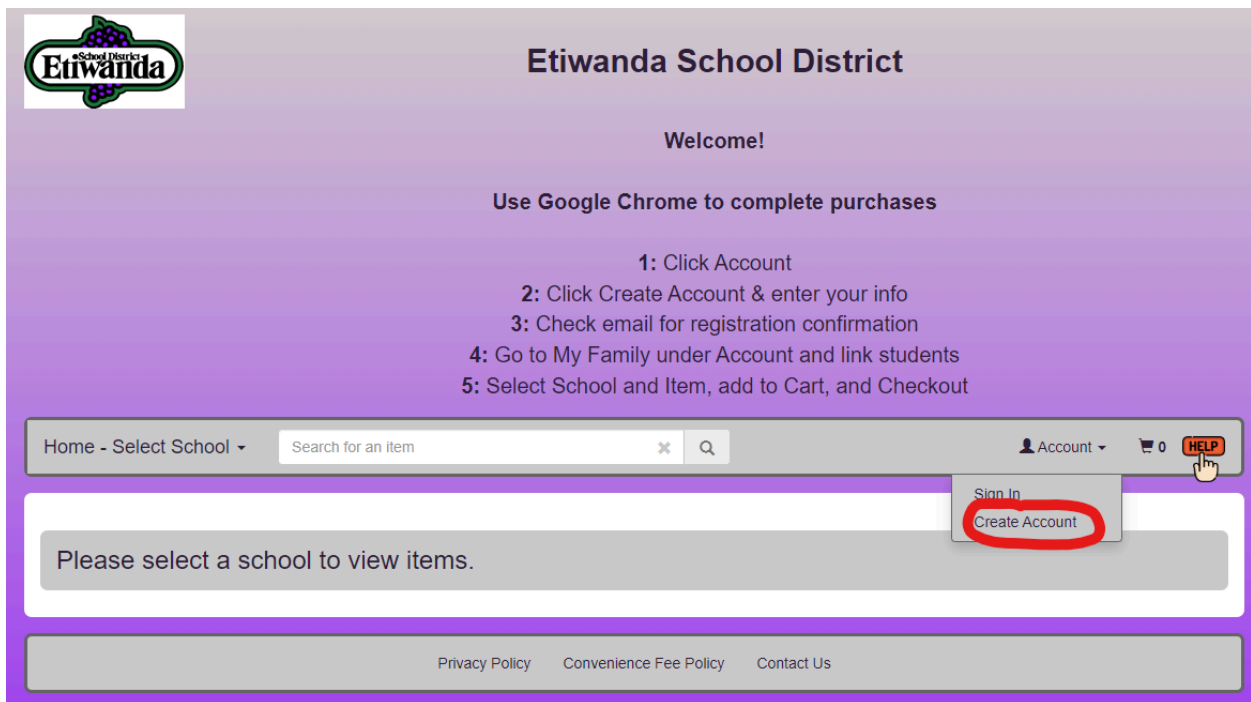 School District
Etiwanda
Etiwanda School District
Welcome!
Use Google Chrome to complete purchases
1: Click Account
2: Click Create Account & enter your info
3: Check email for registration confirmation
4: Go to My Family under Account and link students
5: Select School and Item, add to Cart, and Checkout
Home - Select School Search for an item Account 0 HELP
Sign In
Create Account
Please select a school to view items.
Privacy Policy Convenience Fee Policy Contact Us